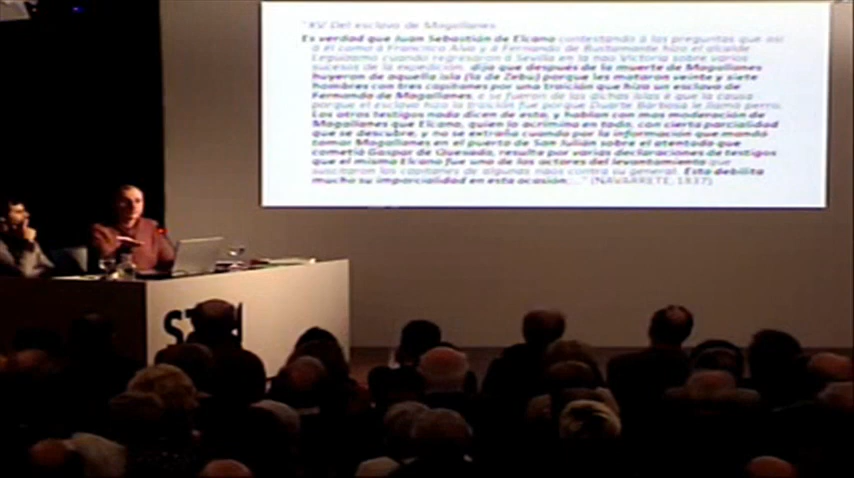 "XV Del esclavo de Magallanes
Es verdad que Juan Sebastián de Elcano contestando á las preguntas que así
á él como á Francisco Alvo y á Fernando de Bustamante hizo el alcalde
Leguizamo cuando regresaron á Sevilla en la nao Victoria sobre varios
sucesos de la expedición, dijo que después de la muerte de Magallanes
huyeron de aquella isla (la de Zebú) porque les mataron veinte y siete
hombres con tres capitanes por una traición que hizo un esclavo de
Fernando de Magallanes, e se fueron de las dichas islas é que la causa
porque el esclavo hizo la traición fue porque Duarte Barbosa le llamó perro.
Los otros testigos nada dicen de esto, y hablan con mas moderación de
Magallanes que Elcano, quien lo acrimina en todo, con cierta parcialidad
que se descubre, y no se extraña cuando por la información que mandó
tomar Magallanes en el puerto de San Julián sobre el atentado que
cometió Gaspar de Quesada, resulta por varias declaraciones de testigos
que el mismo Elcano fue uno de los actores del levantamiento que
suscitaron los capitanes de algunas naos contra su general. Esto debilita
mucho su imparcialidad en esta ocasión;..." (NAVARRETE, 1837)